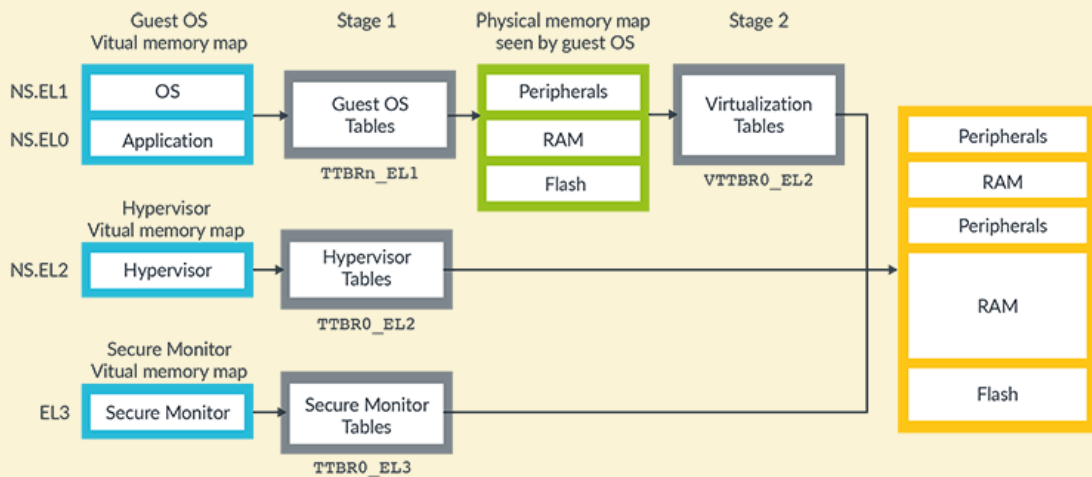 Guest OS
Vitual memory map
Stage 1
Physical memory map
seen by guest OS
Stage 2
NS.EL1
OS
NS.EL0
Application
Guest OS
Tables
TTBRn_EL1
Peripherals
RAM
Flash
Virtualization
Tables
VTTBR0_EL2
Hypervisor
Vitual memory map
NS.EL2
Hypervisor
Hypervisor
Tables
TTBR0_EL2
Secure Monitor
Vitual memory map
EL3
Secure Monitor
Secure Monitor
Tables
TTBR0_EL3
Peripherals
RAM
Peripherals
RAM
Flash